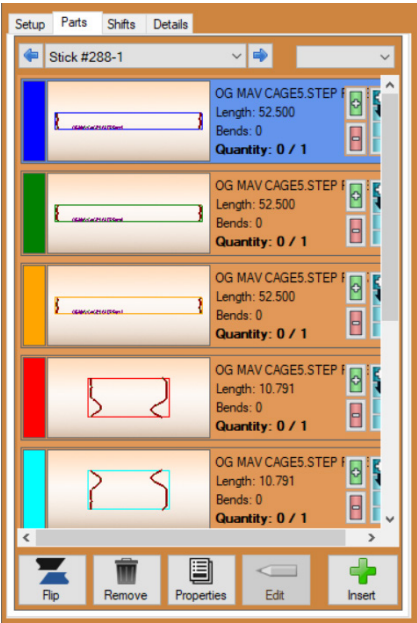 Setup Parts Shifts Details
Stick #288-1
OG MAV CAGE5.STEP
Length: 52.500
Bends: 0
Quantity: 0 / 1
OG MAV CAGE5.STEP
Length: 52.500
Bends: 0
Quantity: 0 / 1
OG MAV CAGE5.STEP
Length: 52.500
Bends: 0
Quantity: 0 / 1
OG MAV CAGE5.STEP
Length: 10.791
Bends: 0
Quantity: 0 / 1
OG MAV CAGE5.STEP
Length: 10.791
Bends: 0
Quantity: 0 / 1
Flip Remove Properties Edit Insert